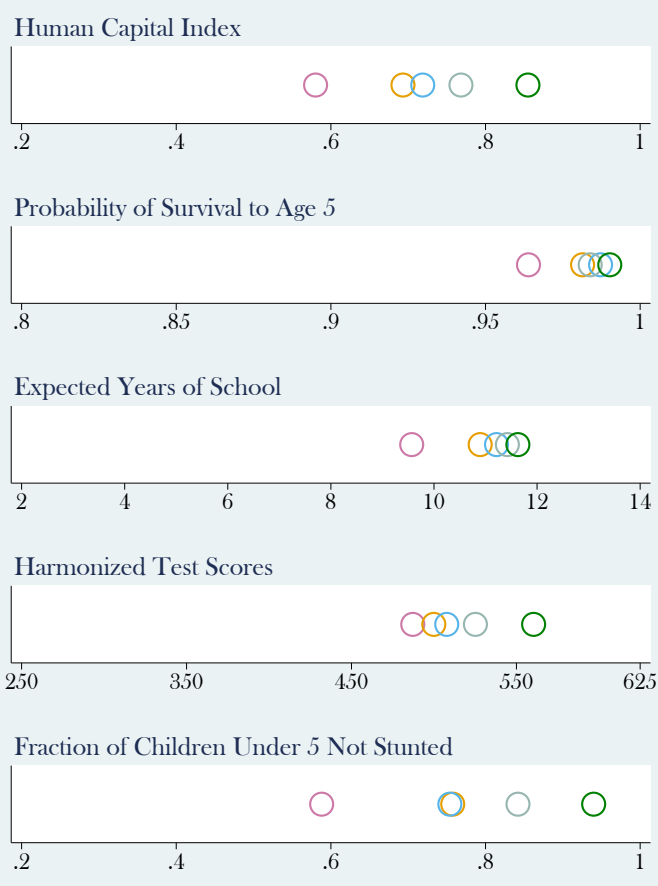 Human Capital Index
.2 .4 .6 .8 1
Probability of Survival to Age 5
.8 .85 .9 .95 1
Expected Years of School
2 4 6 8 10 12 14
Harmonized Test Scores
250 350 450 550 625
Fraction of Children Under 5 Not Stunted
.2 .4 .6 .8 1